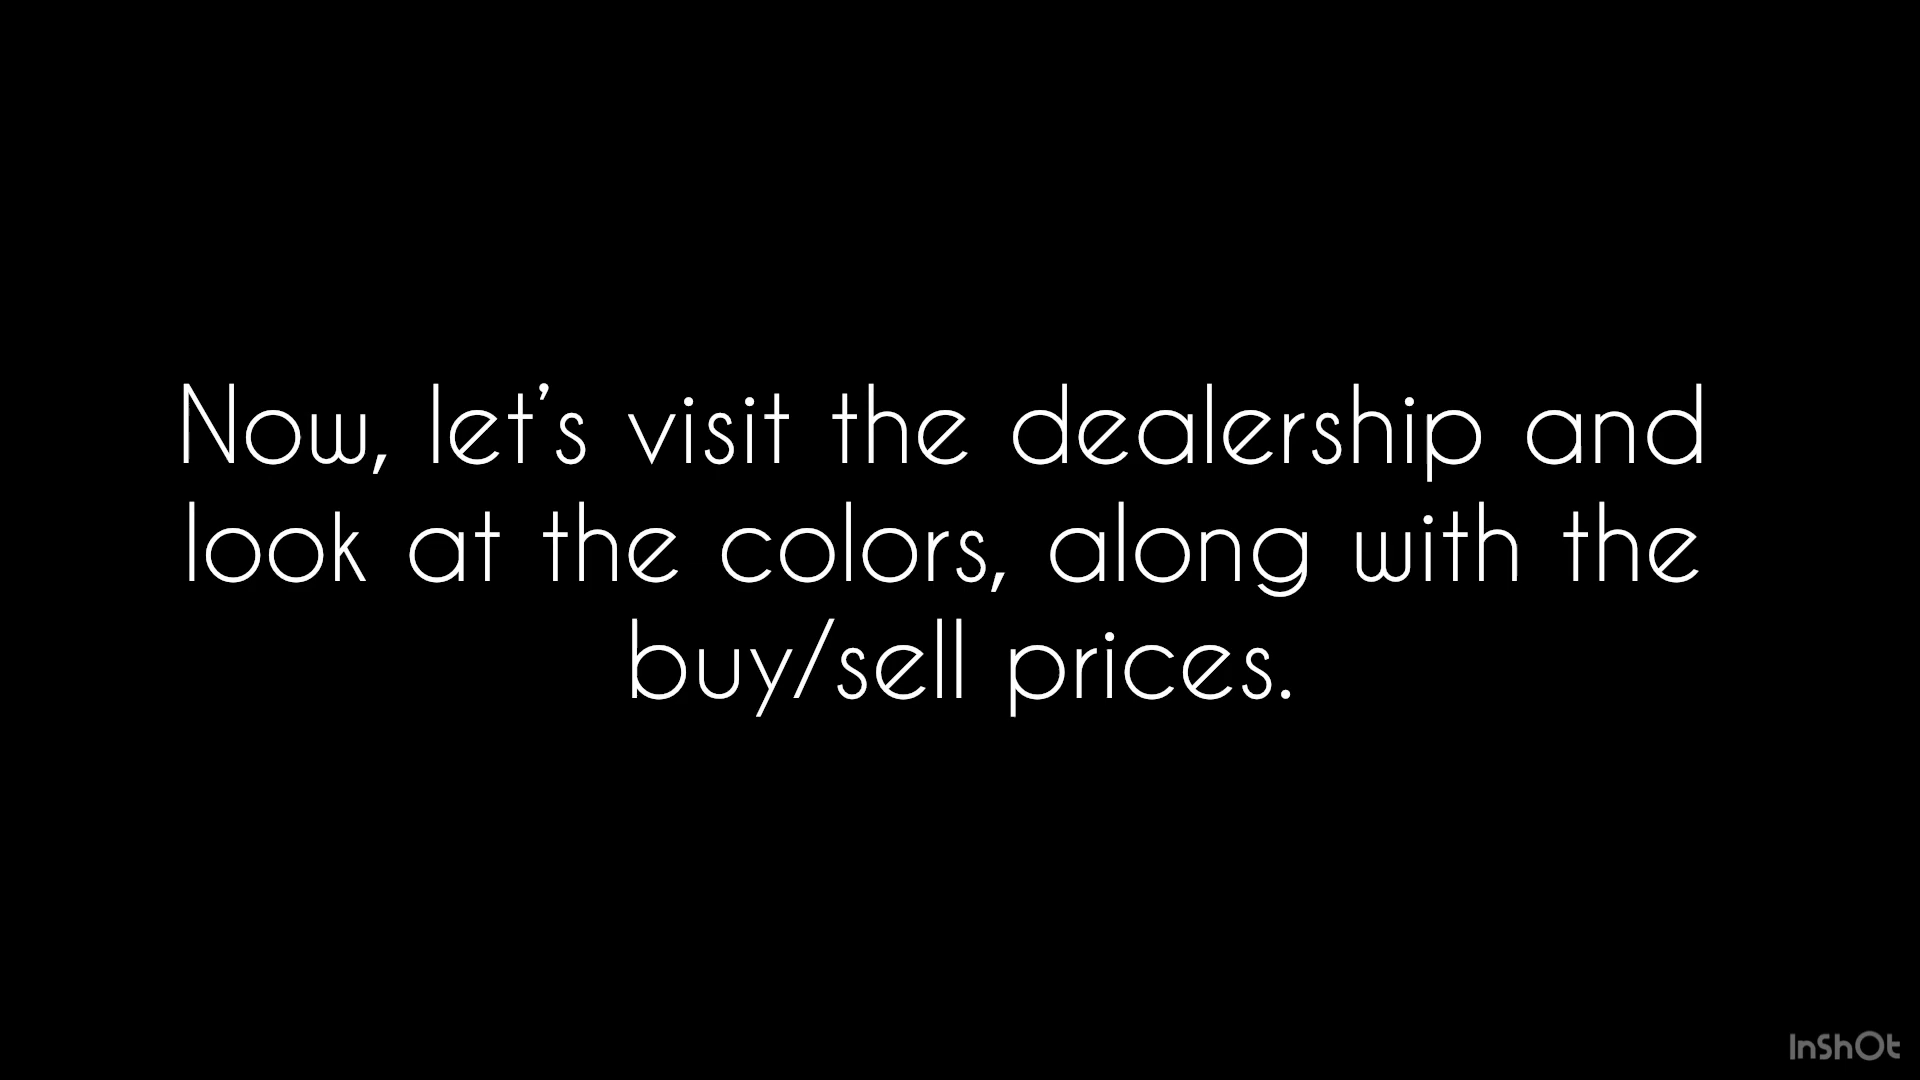 Now, let’s visit the dealership and
look at the colors, along with the
buy/sell prices.
InShOt